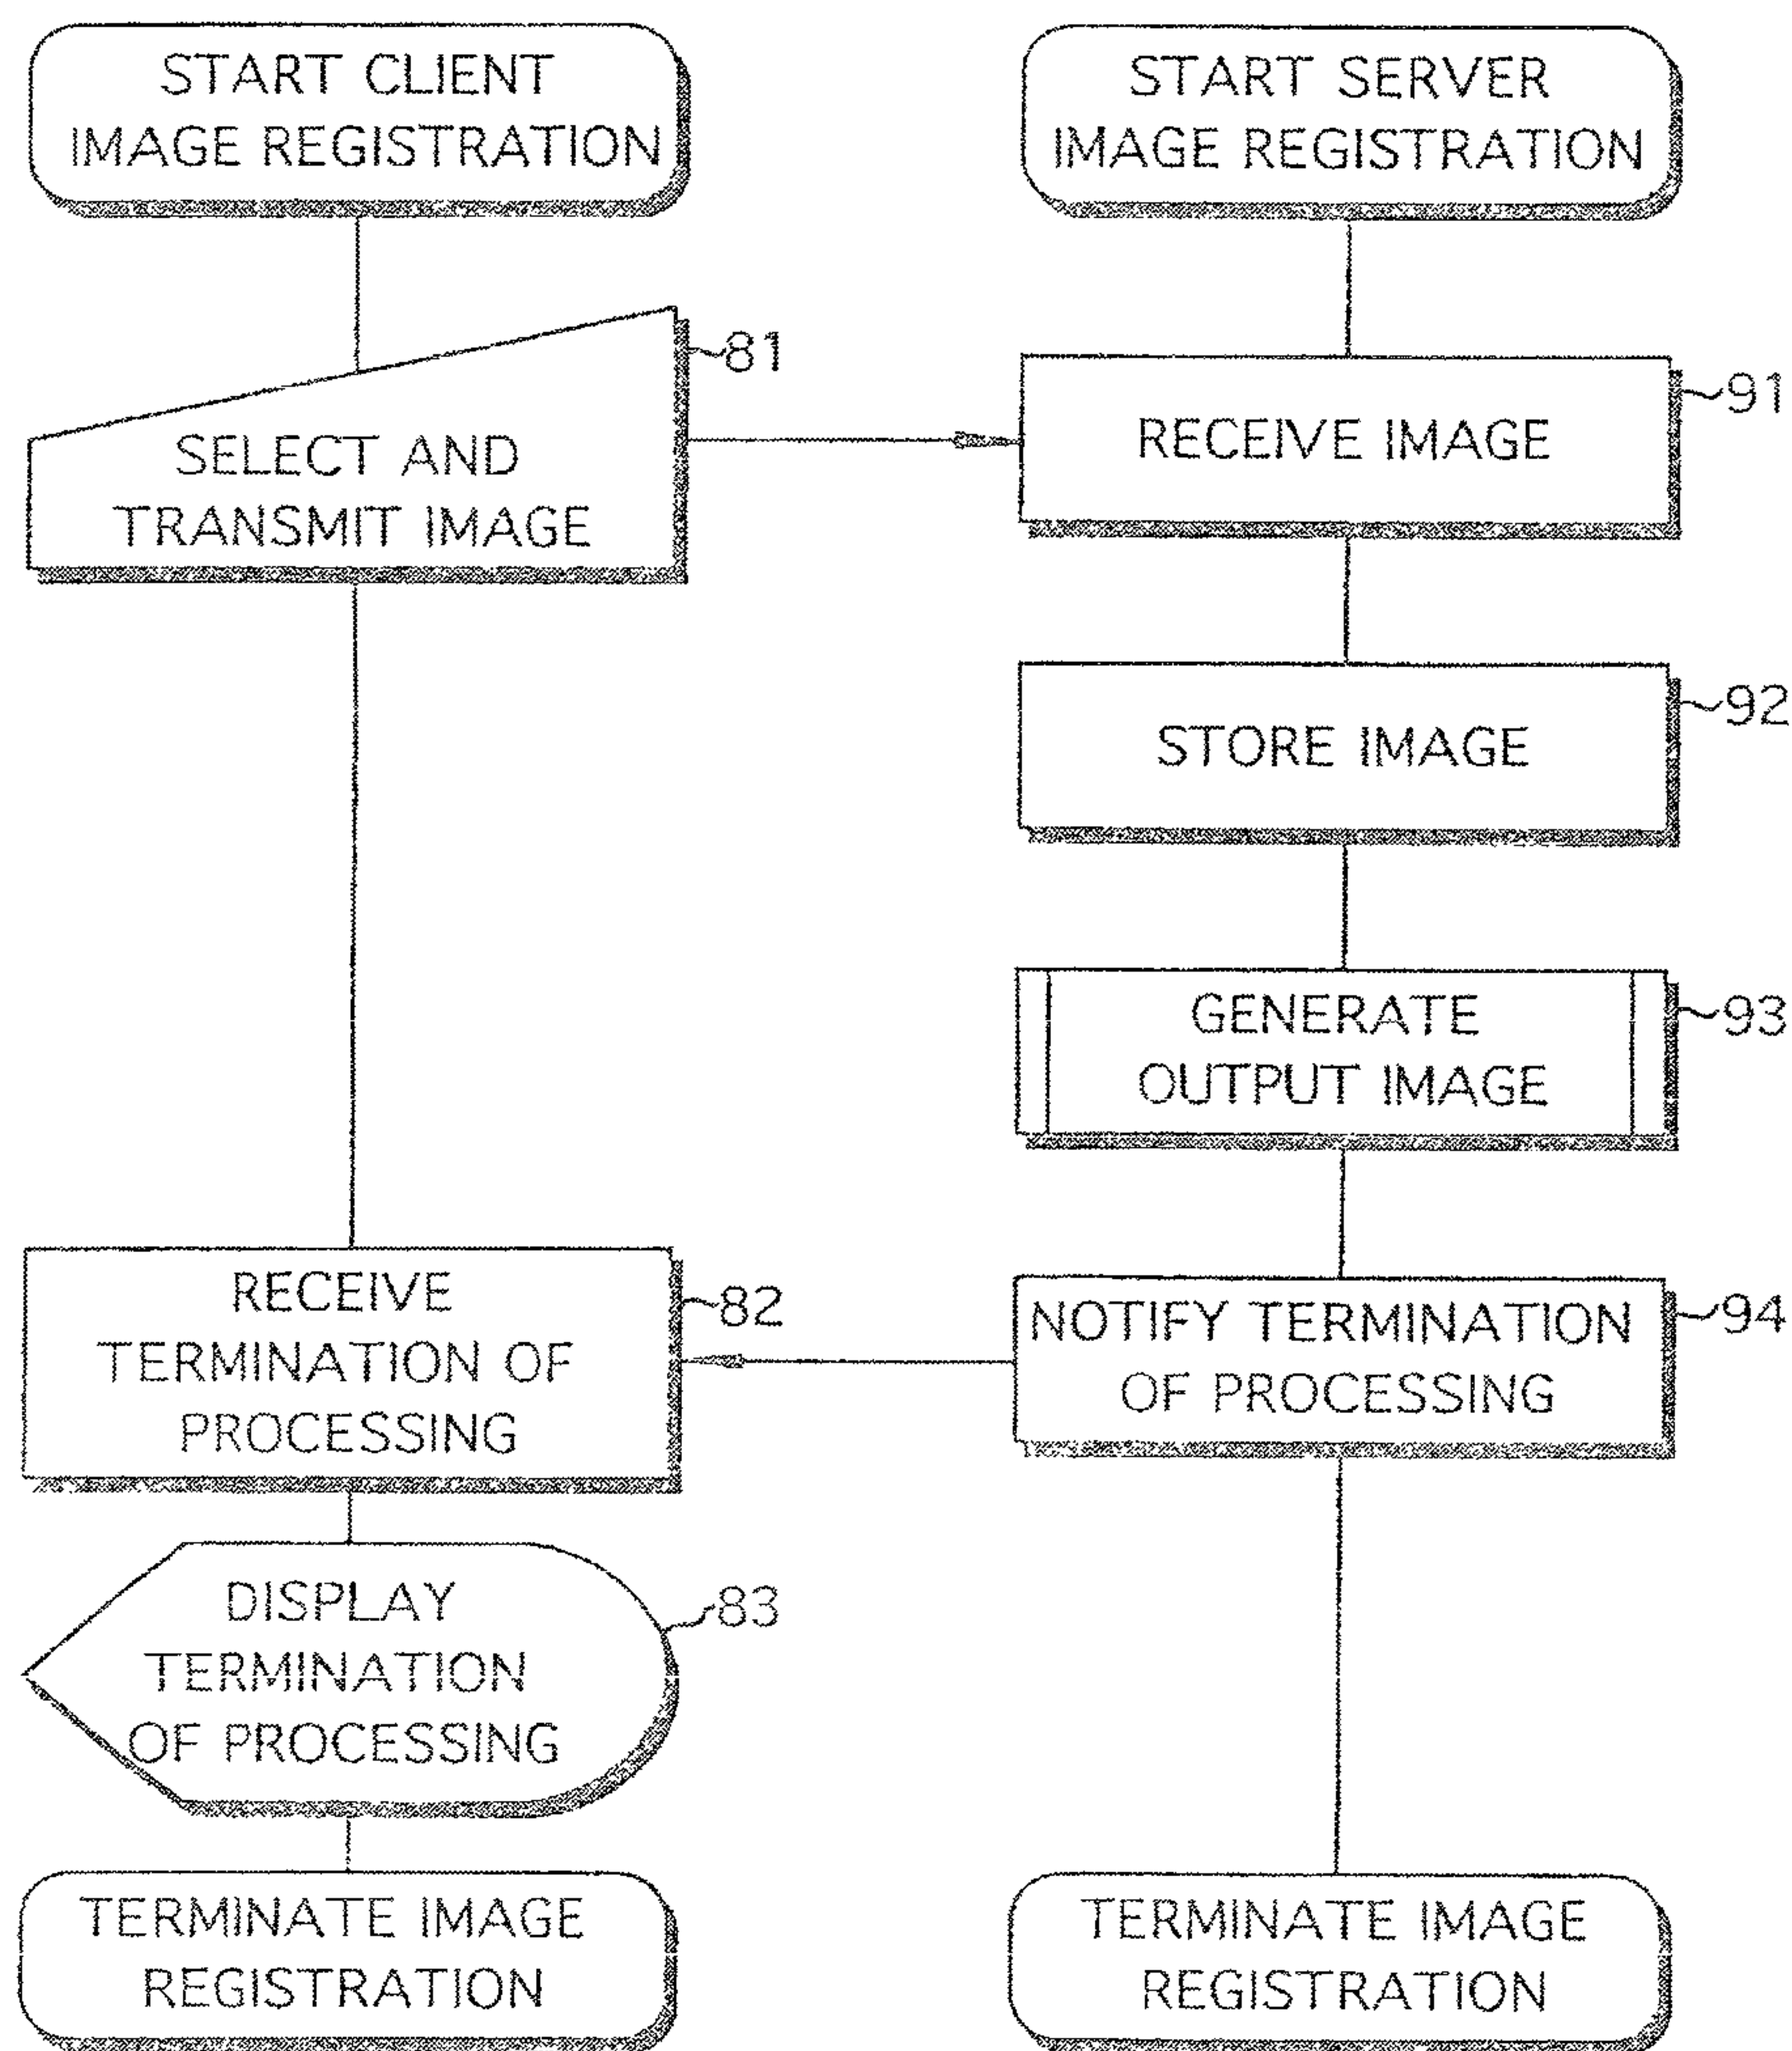 START CLIENT
IMAGE REGISTRATION
81
SELECT AND
TRANSMIT IMAGE
RECEIVE
TERMINATION OF
PROCESSING
82
DISPLAY
TERMINATION
OF PROCESSING
83
TERMINATE IMAGE
REGISTRATION
START SERVER
IMAGE REGISTRATION
91
RECEIVE IMAGE
92
STORE IMAGE
93
GENERATE
OUTPUT IMAGE
94
NOTIFY TERMINATION
OF PROCESSING
TERMINATE IMAGE
REGISTRATION